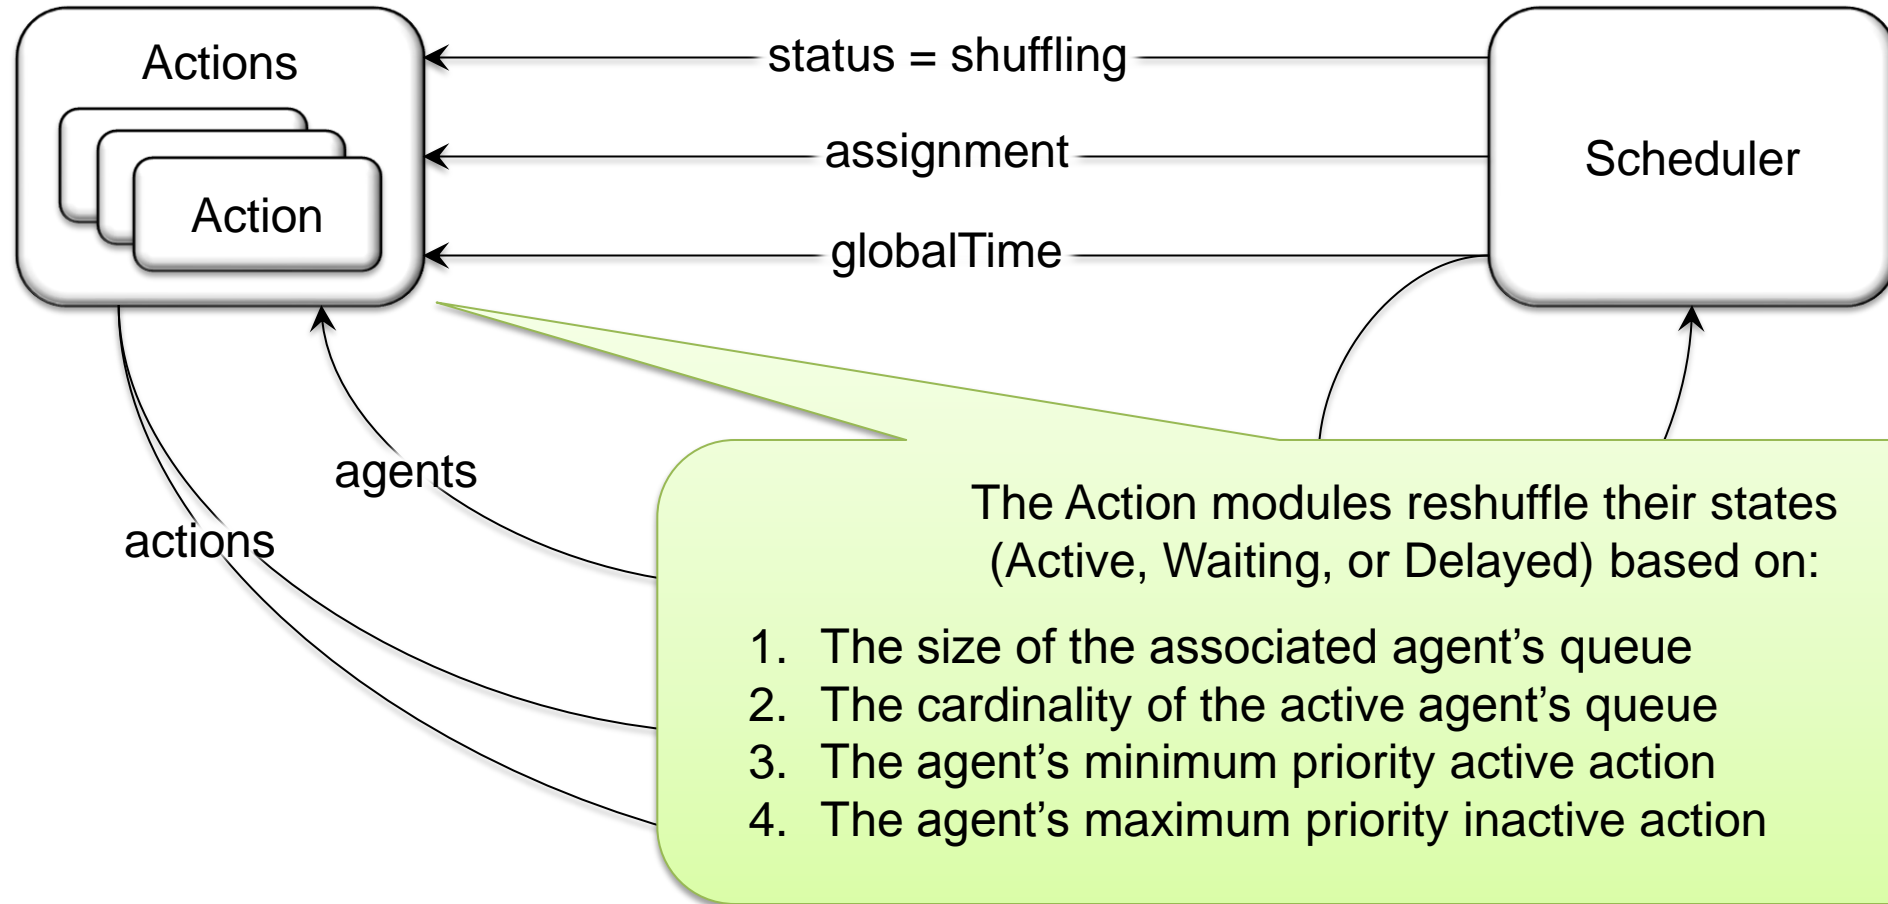 Actions
Action
status = shuffling
assignment
globalTime
Scheduler
agents
actions
The Action modules reshuffle their states
(Active, Waiting, or Delayed) based on:
1. The size of the associated agent’s queue
2. The cardinality of the active agent’s queue
3. The agent’s minimum priority active action
4. The agent’s maximum priority inactive action